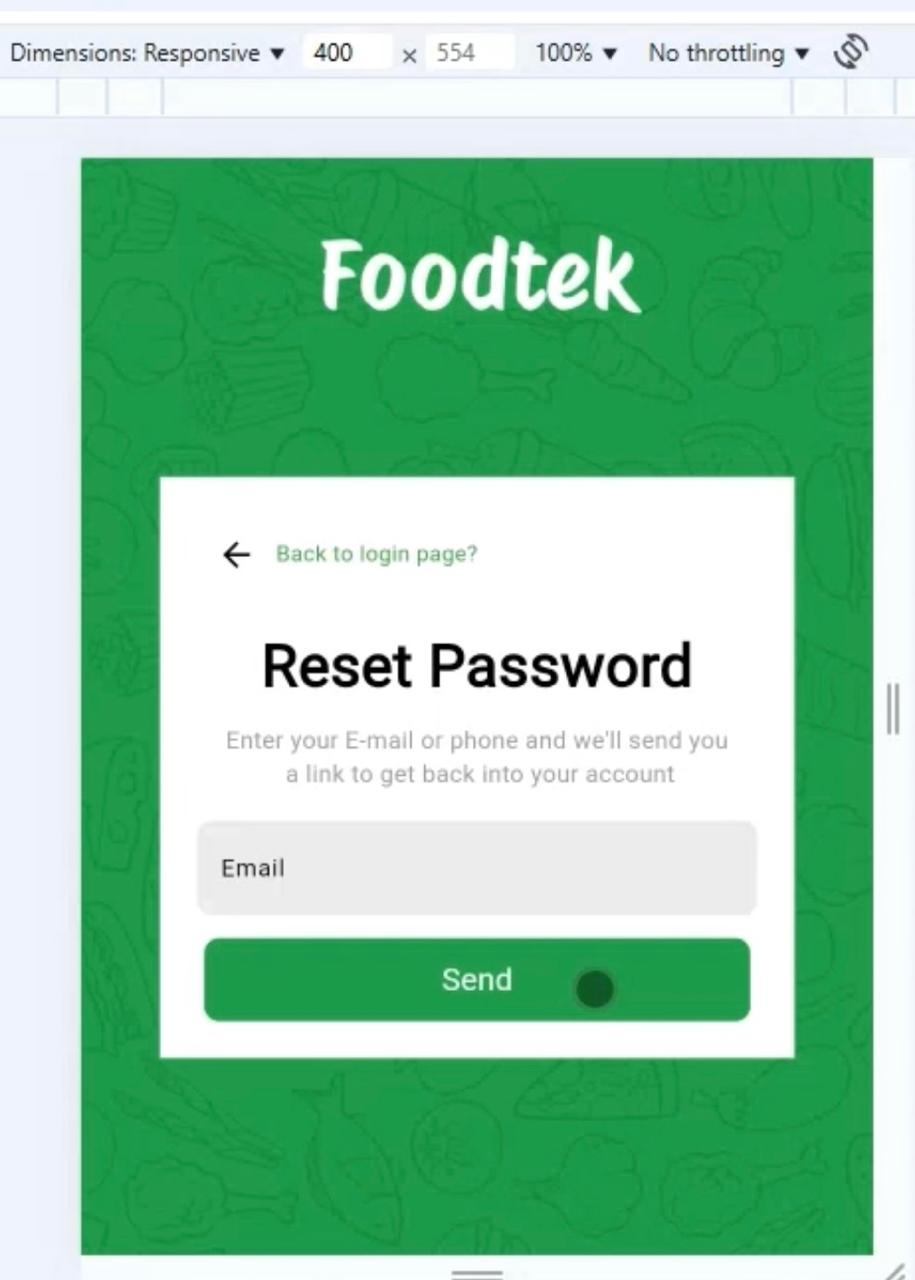 Dimensions: Responsive ▼ 400 × 554 100% ▼ No throttling ▼
Foodtek
Back to login page?
Reset Password
Enter your E-mail or phone and we'll send you
a link to get back into your account
Email
Send